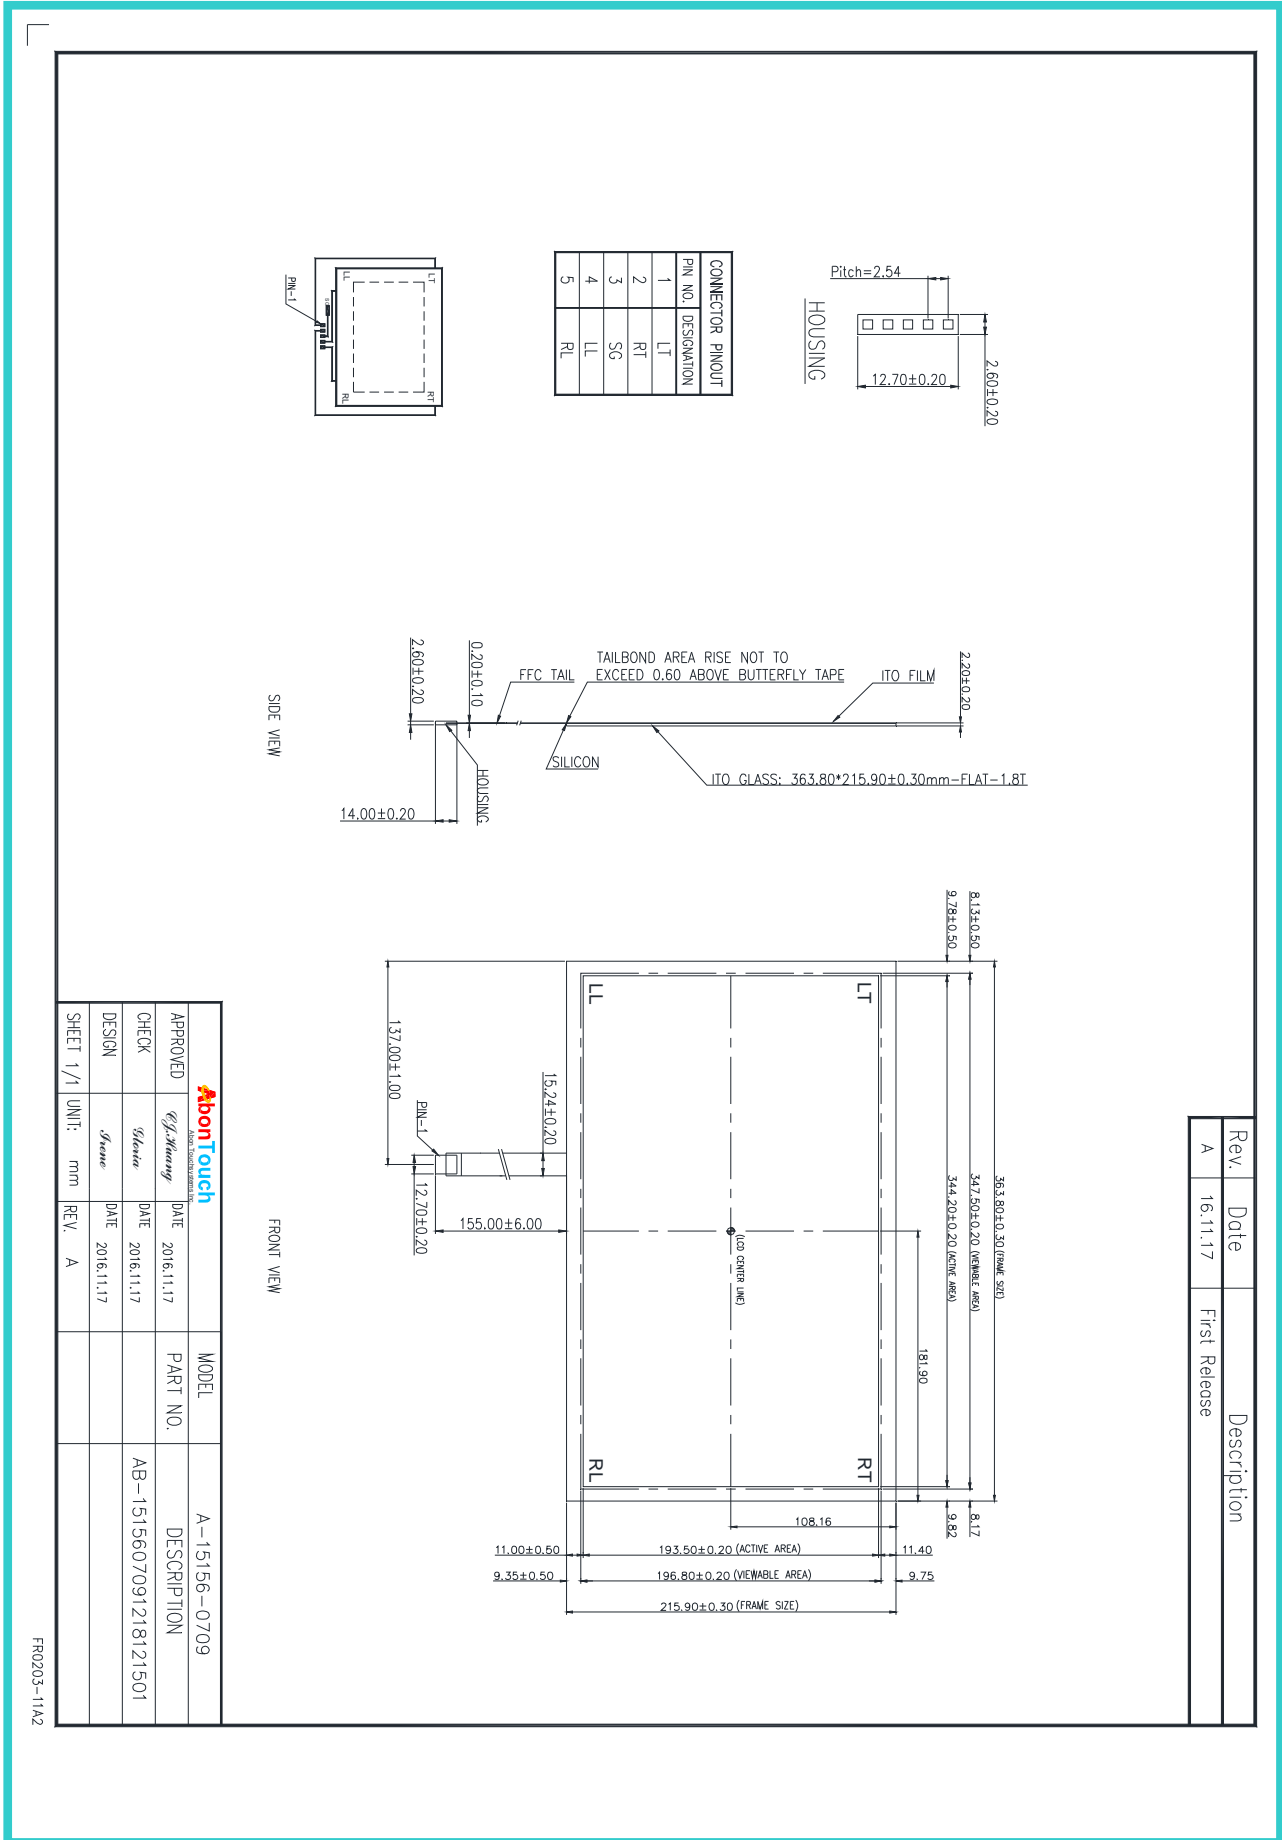 Rev. Date Description
A 16.11.17 First Release
Pitch=2.54
2.60±0.20
12.70±0.20
HOUSING
CONNECTOR PINOUT
PIN NO. DESIGNATION
1 LT
2 RT
3 SG
4 LL
5 RL
LT
RT
LL
RL
PIN-1
2.20±0.20
ITO FILM
TAILBOND AREA RISE NOT TO
EXCEED 0.60 ABOVE BUTTERFLY TAPE
FFC TAIL
0.20±0.10
2.60±0.20
SILICON
ITO GLASS: 363.80*215.90±0.30mm-FLAT-1.8T
HOUSING
14.00±0.20
SIDE VIEW
363.80±0.30 (FRAME SIZE)
8.13±0.50
347.50±0.20 (VIEWABLE AREA)
8.17
9.78±0.50
344.20±0.20 (ACTIVE AREA)
9.82
181.90
LT
RT
(LCD CENTER LINE)
LL
RL
108.16
11.00±0.50
193.50±0.20 (ACTIVE AREA)
11.40
9.35±0.50
196.80±0.20 (VIEWABLE AREA)
9.75
215.90±0.30 (FRAME SIZE)
15.24±0.20
155.00±6.00
PIN-1
12.70±0.20
137.00±1.00
FRONT VIEW
AbonTouch
Abon Touchsystems Inc.
MODEL A-15156-0709
APPROVED C.J.Huang DATE 2016.11.17 PART NO. DESCRIPTION
CHECK Gloria DATE 2016.11.17 AB-1515607091218121501
DESIGN Irene DATE 2016.11.17
SHEET 1/1 UNIT: mm REV. A
FR0203-11A2